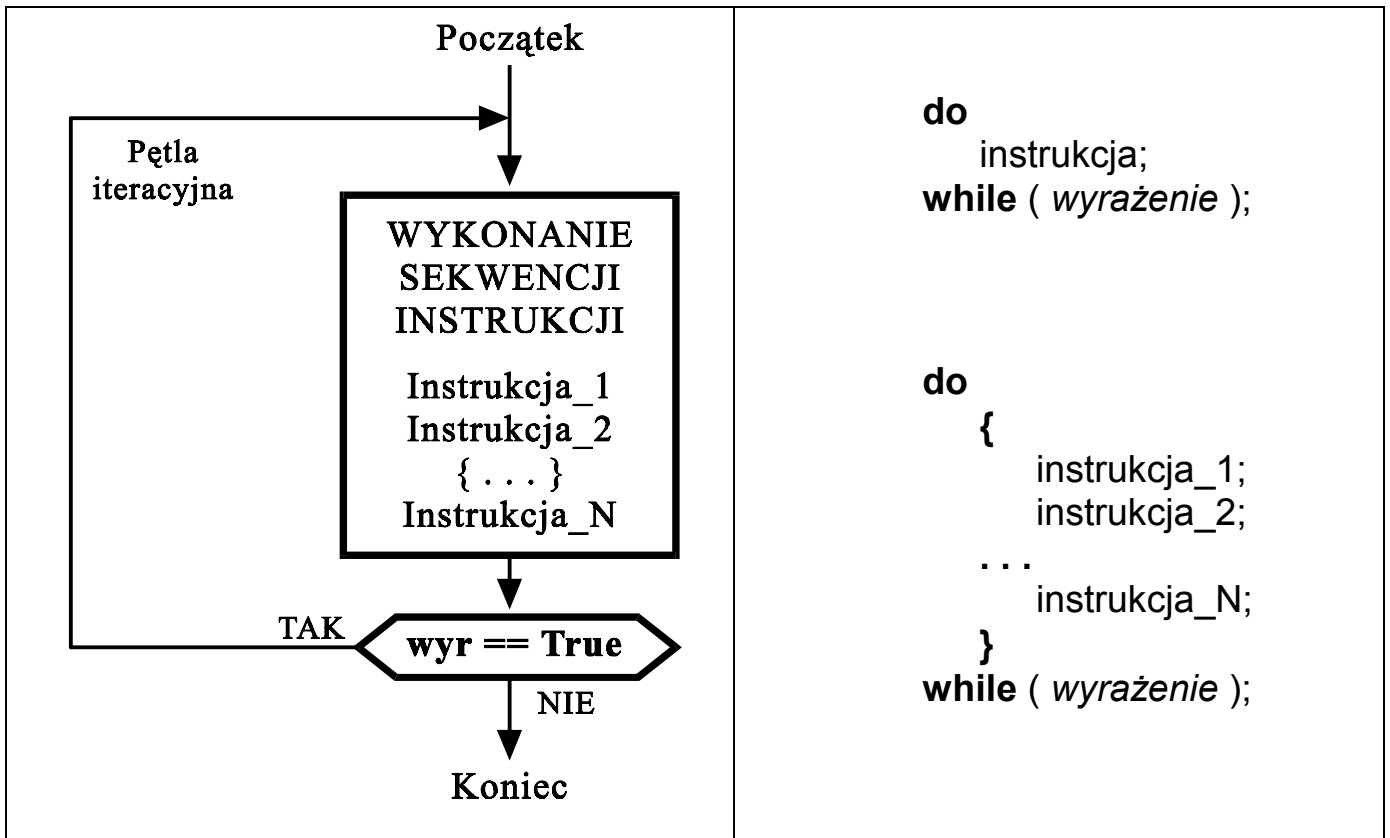 Początek
Pętla
iteracyjna
WYKONANIE
SEKWENCJI
INSTRUKCJI
Instrukcja_1
Instrukcja_2
{ . . . }
Instrukcja_N
TAK
wyr == True
NIE
Koniec
do
instrukcja;
while ( wyrażenie );
do
{
instrukcja_1;
instrukcja_2;
. . .
instrukcja_N;
}
while ( wyrażenie );